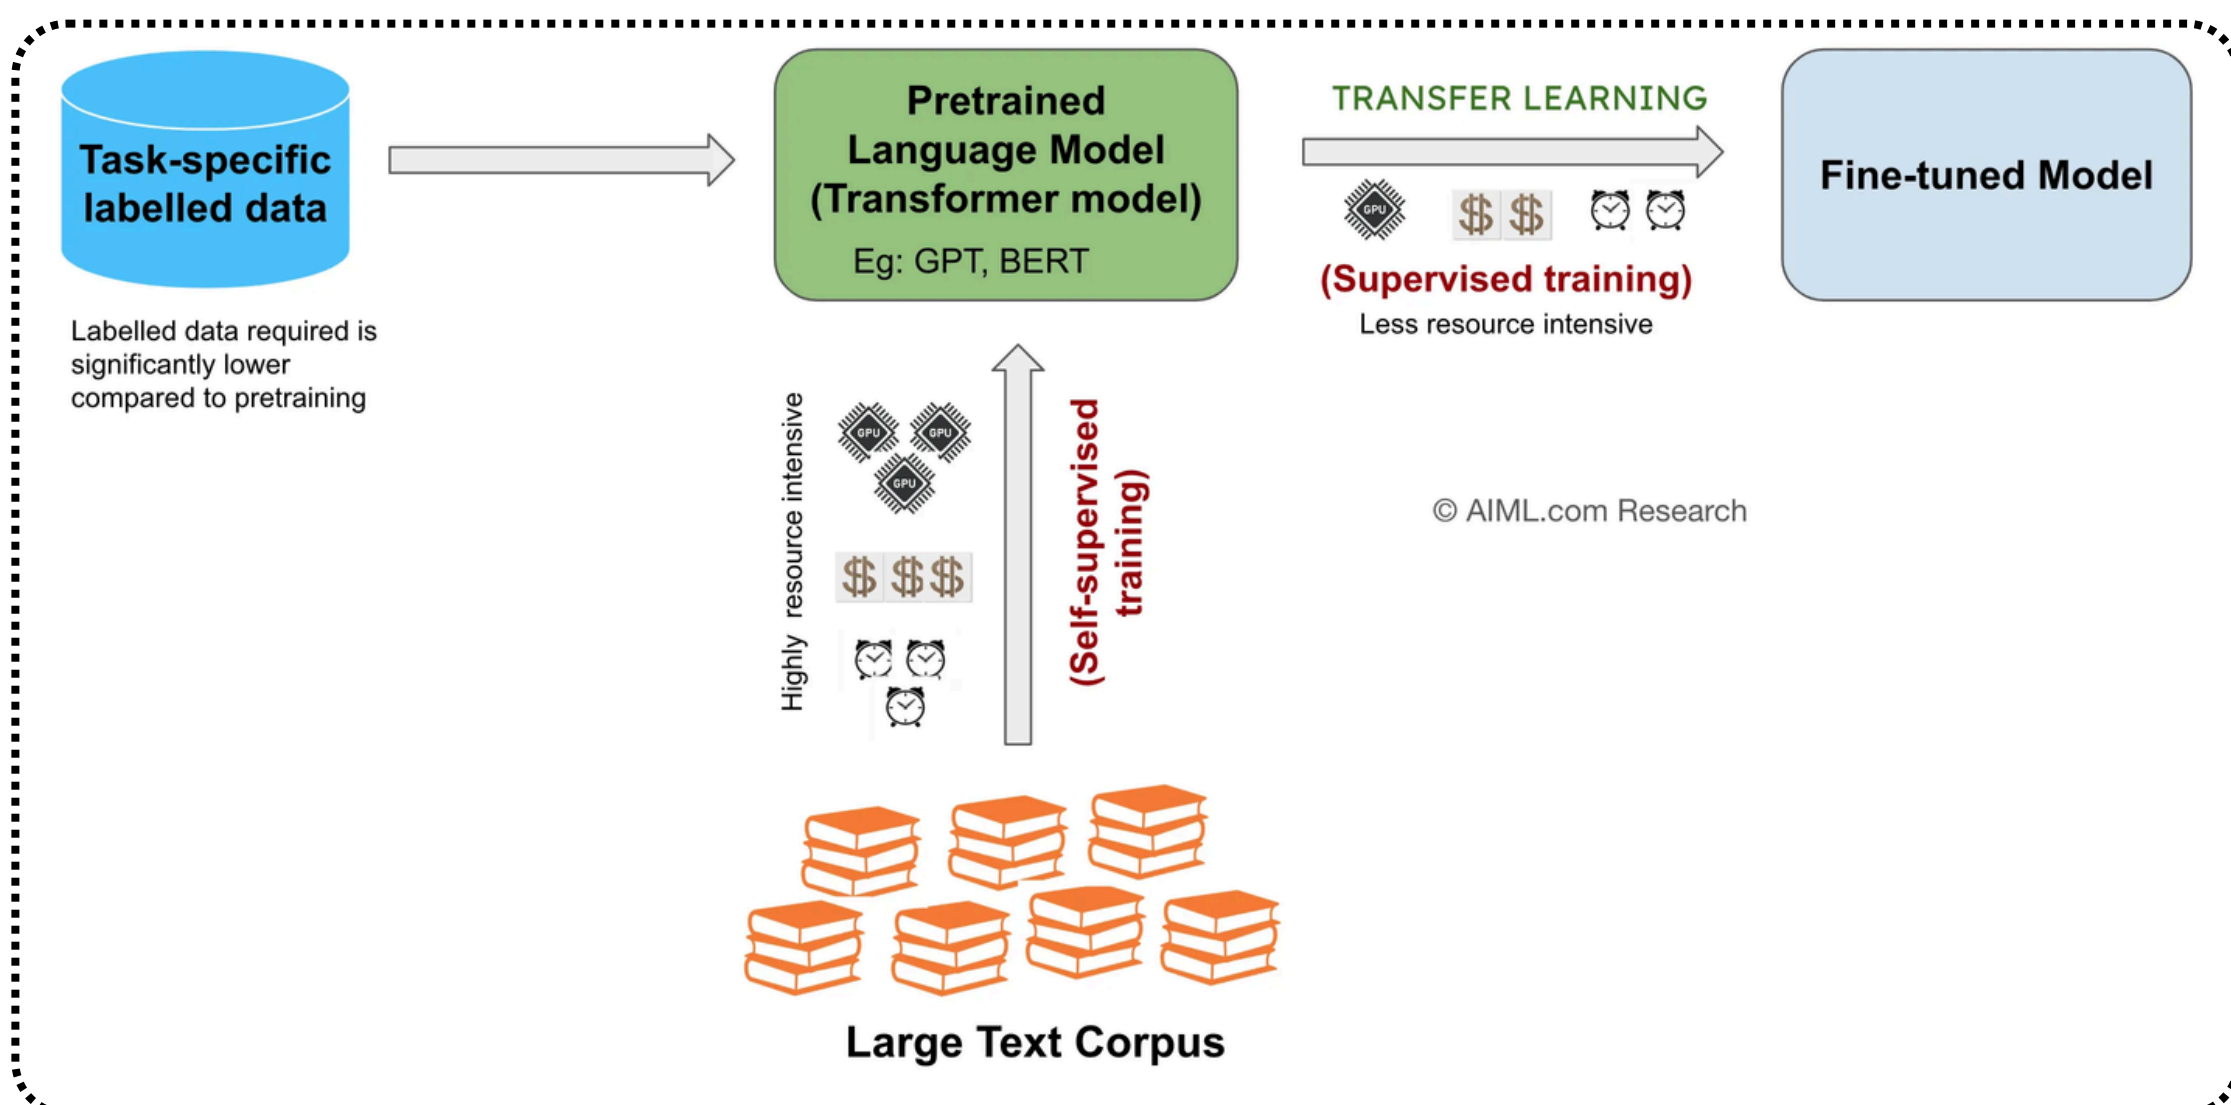 Task-specific
labelled data
Labelled data required is
significantly lower
compared to pretraining
Pretrained
Language Model
(Transformer model)
Eg: GPT, BERT
TRANSFER LEARNING
GPU
$ $
(Supervised training)
Less resource intensive
Fine-tuned Model
Highly resource intensive
GPU GPU
GPU
$ $ $
(Self-supervised
training)
© AIML.com Research
Large Text Corpus